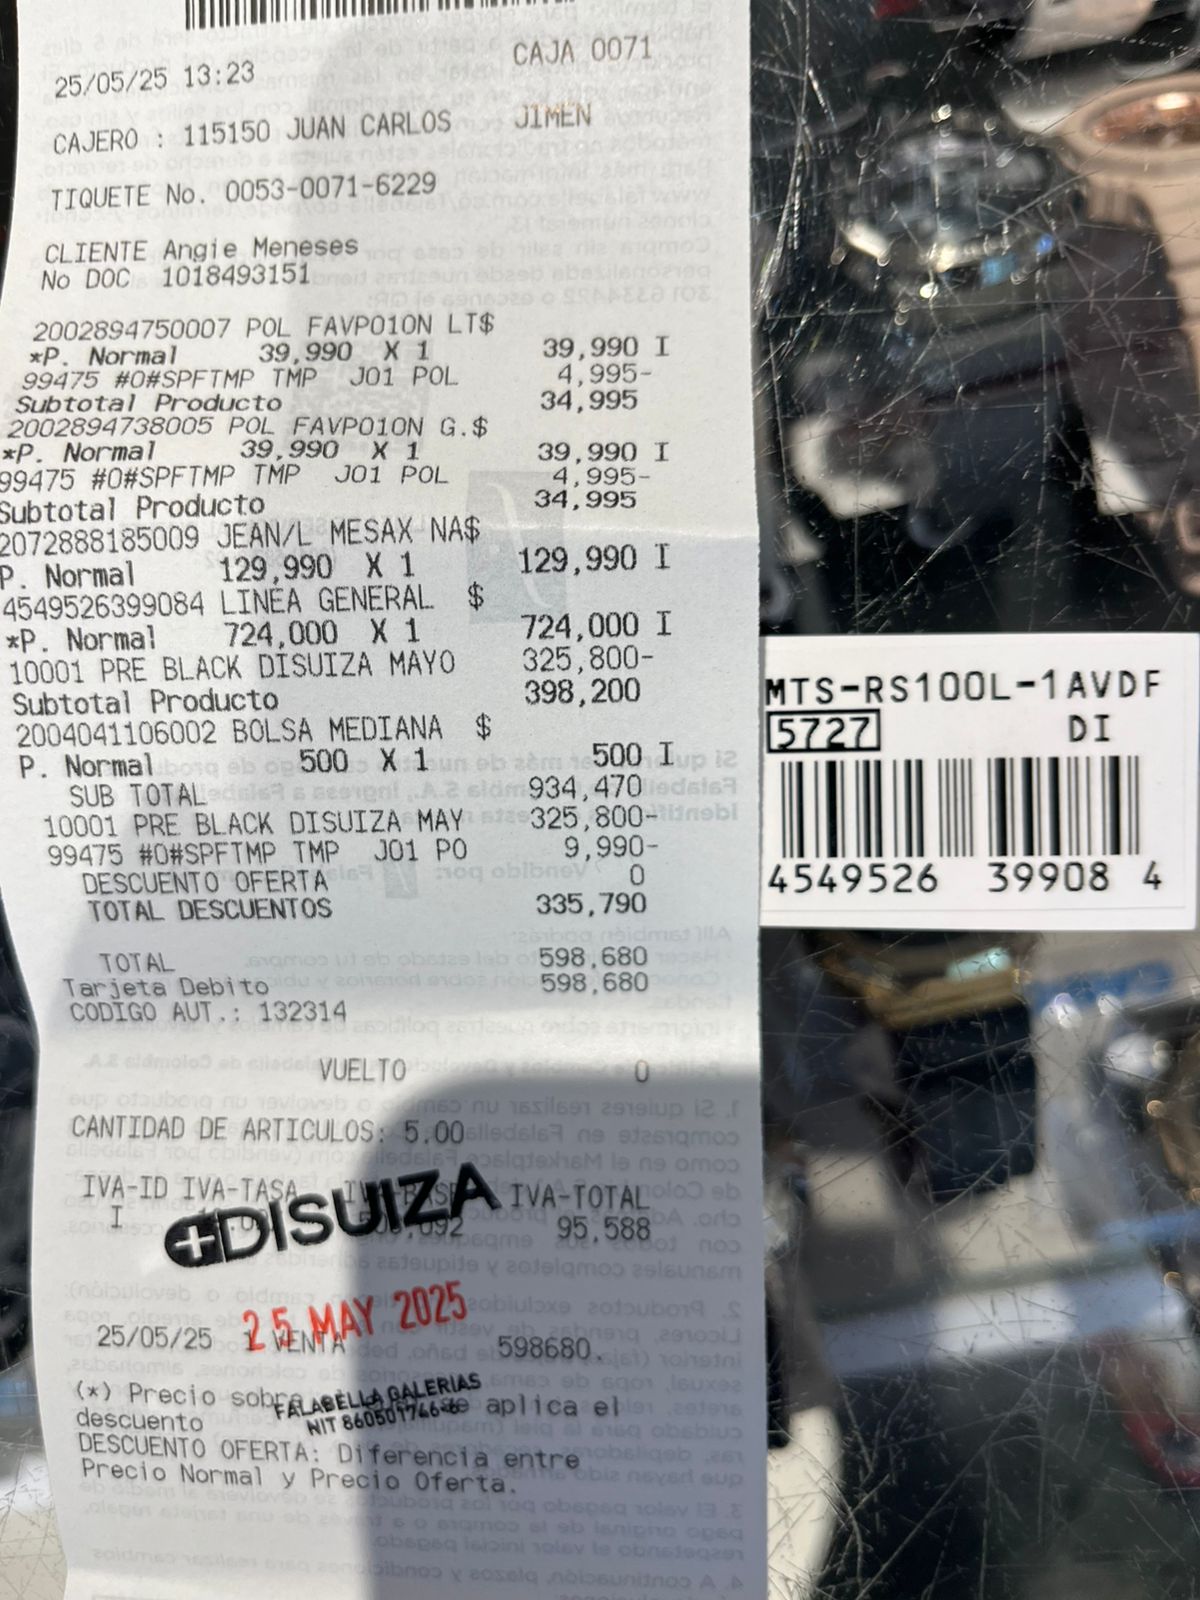 25/05/25 13:23 CAJA 0071
CAJERO : 115150 JUAN CARLOS JIMEN
TIQUETE No. 0053-0071-6229
CLIENTE Angie Meneses
No DOC 1018493151
2002894750007 POL FAVPO10N LT$
*P. Normal 39,990 X 1 39,990 I
99475 #0#SPFTMP TMP J01 POL 4,995-
Subtotal Producto 34,995
2002894738005 POL FAVPO10N G.$
*P. Normal 39,990 X 1 39,990 I
99475 #0#SPFTMP TMP J01 POL 4,995-
Subtotal Producto 34,995
2072888185009 JEAN/L MESAX NA$
P. Normal 129,990 X 1 129,990 I
4549526399084 LINEA GENERAL $
*P. Normal 724,000 X 1 724,000 I
10001 PRE BLACK DISUIZA MAYO 325,800-
Subtotal Producto 398,200
2004041106002 BOLSA MEDIANA $
P. Normal 500 X 1 500 I
SUB TOTAL 934,470
10001 PRE BLACK DISUIZA MAY 325,800-
99475 #0#SPFTMP TMP J01 PO 9,990-
DESCUENTO OFERTA 0
TOTAL DESCUENTOS 335,790
TOTAL 598,680
Tarjeta Debito 598,680
CODIGO AUT.: 132314
VUELTO 0
CANTIDAD DE ARTICULOS: 5.00
IVA-ID IVA-TASA IVA-TOTAL
I 95,588
DISUIZA
25 MAY 2025
25/05/25 1 VENTA 598680.
(*) Precio sobre el se aplica el
descuento
FALABELLA GALERIAS
NIT 860501746-6
DESCUENTO OFERTA: Diferencia entre
Precio Normal y Precio Oferta.
MTS-RS100L-1AVDF
5727 DI
4549526 39908 4